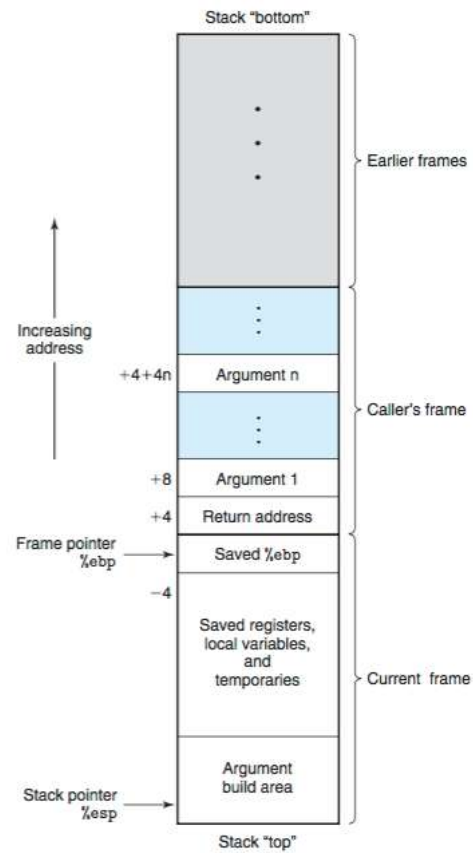 Stack “bottom”
Earlier frames
Increasing
address
+4+4n
Argument n
Caller's frame
+8
Argument 1
+4
Return address
Frame pointer
%ebp
Saved %ebp
−4
Saved registers,
local variables,
and
temporaries
Current frame
Argument
build area
Stack pointer
%esp
Stack “top”